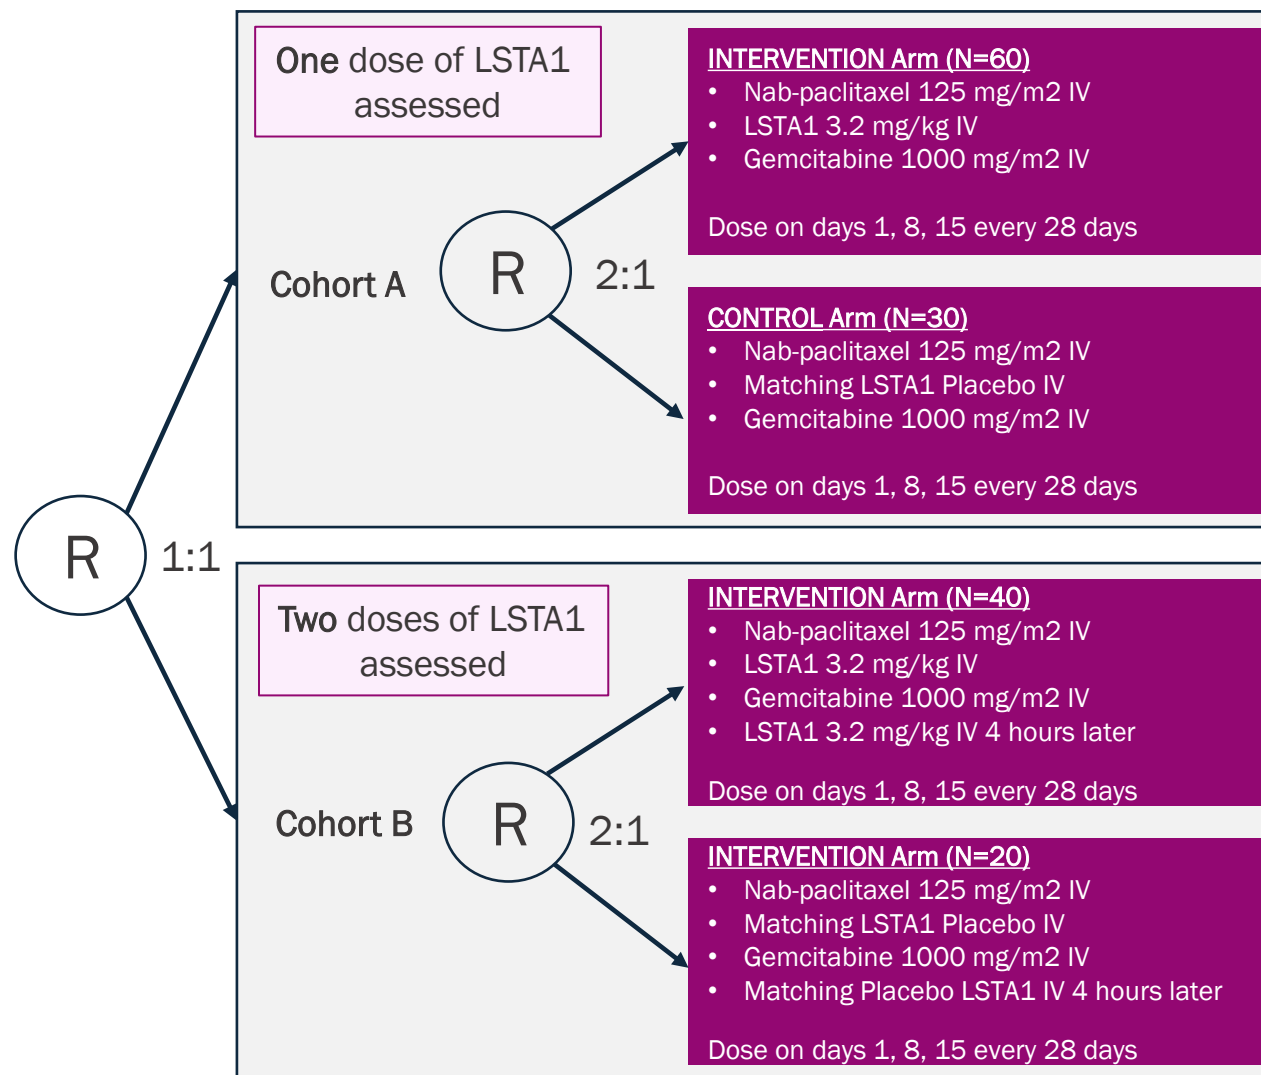 One dose of LSTA1
assessed
Cohort A
R
2:1
INTERVENTION Arm (N=60)
• Nab-paclitaxel 125 mg/m2 IV
• LSTA1 3.2 mg/kg IV
• Gemcitabine 1000 mg/m2 IV
Dose on days 1, 8, 15 every 28 days
CONTROL Arm (N=30)
• Nab-paclitaxel 125 mg/m2 IV
• Matching LSTA1 Placebo IV
• Gemcitabine 1000 mg/m2 IV
Dose on days 1, 8, 15 every 28 days
R
1:1
Two doses of LSTA1
assessed
Cohort B
R
2:1
INTERVENTION Arm (N=40)
• Nab-paclitaxel 125 mg/m2 IV
• LSTA1 3.2 mg/kg IV
• Gemcitabine 1000 mg/m2 IV
• LSTA1 3.2 mg/kg IV 4 hours later
Dose on days 1, 8, 15 every 28 days
INTERVENTION Arm (N=20)
• Nab-paclitaxel 125 mg/m2 IV
• Matching LSTA1 Placebo IV
• Gemcitabine 1000 mg/m2 IV
• Matching Placebo LSTA1 IV 4 hours later
Dose on days 1, 8, 15 every 28 days